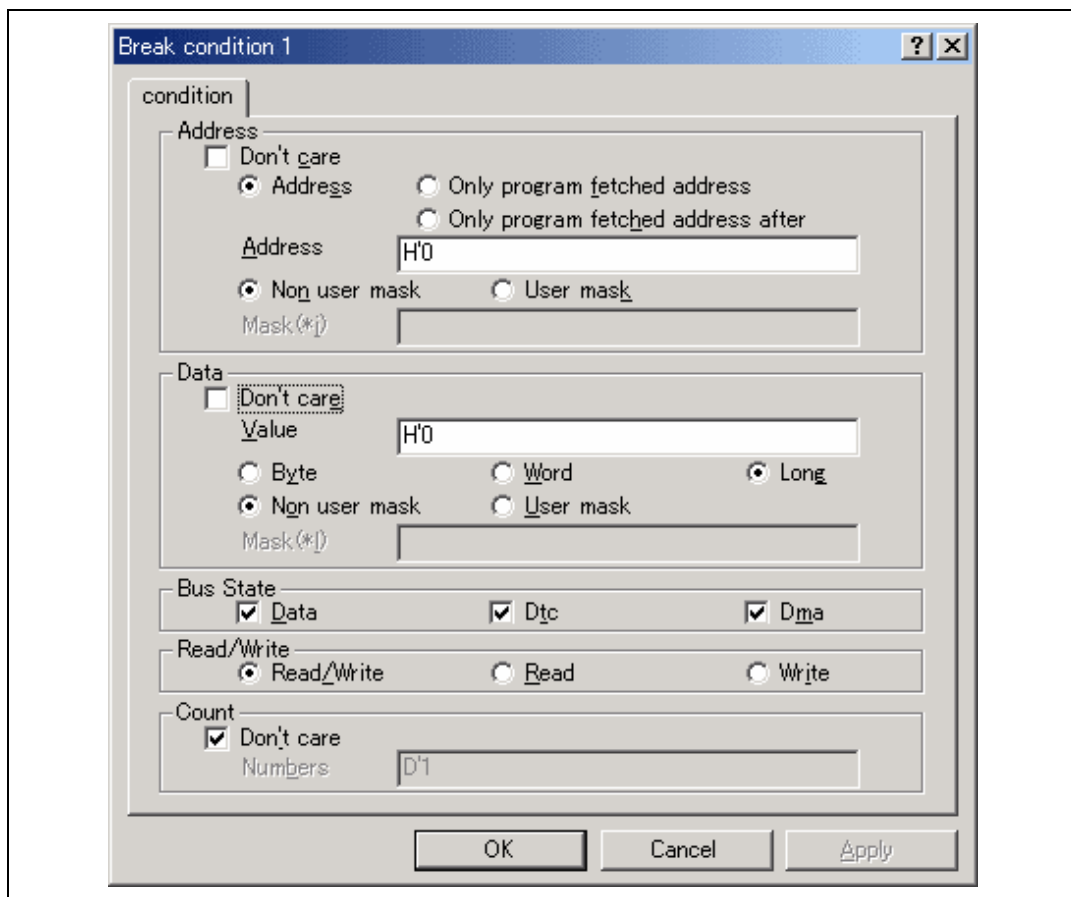 Break condition 1
condition
Address
Don't care
Address Only program fetched address
Only program fetched address after
Address H'0
Non user mask User mask
Mask(*i)
Data
Don't care
Value H'0
Byte Word Long
Non user mask User mask
Mask(*l)
Bus State
Data Dtc Dma
Read/Write
Read/Write Read Write
Count
Don't care
Numbers D'1
OK Cancel Apply